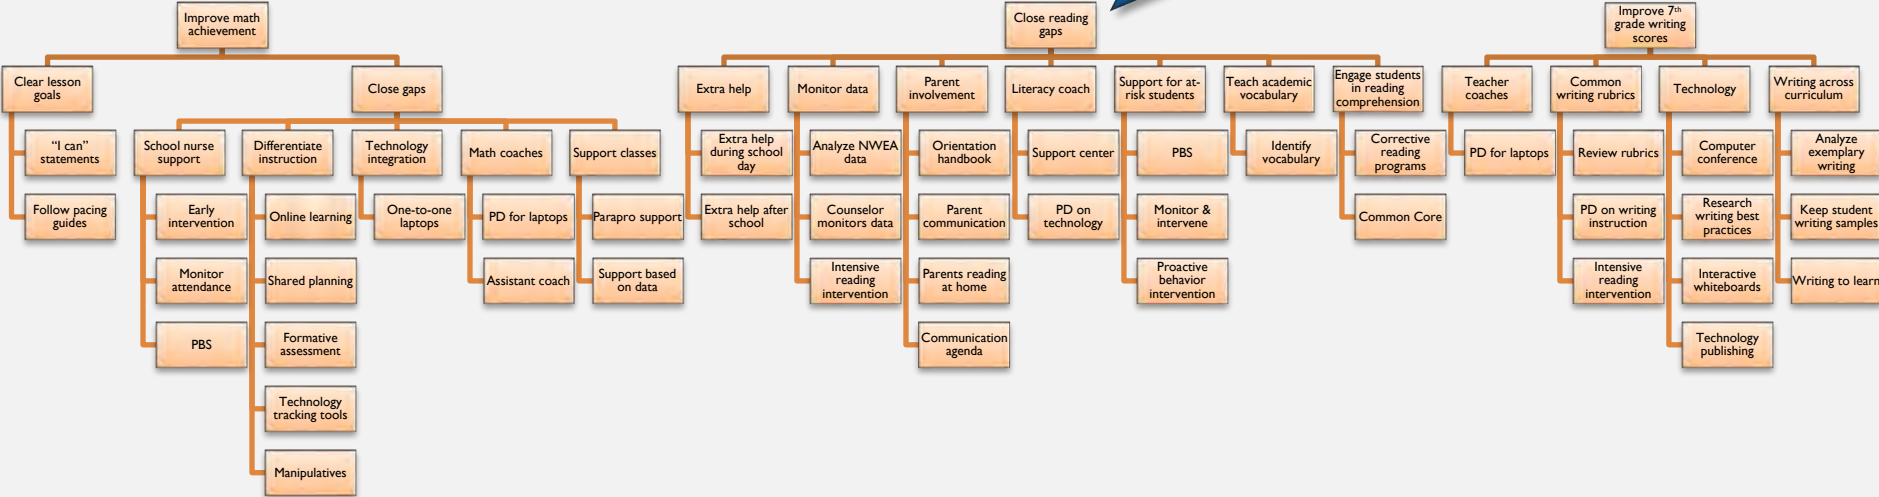 Improve math
achievement
Close reading
gaps
Improve 7th
grade writing
scores
Clear lesson
goals
Close gaps
Extra help
Monitor data
Parent
involvement
Literacy coach
Support for at-
risk students
Teach academic
vocabulary
Engage students
in reading
comprehension
Teacher
coaches
Common
writing rubrics
Technology
Writing across
curriculum
“I can”
statements
School nurse
support
Differentiate
instruction
Technology
integration
Math coaches
Support classes
Extra help
during school
day
Analyze NWEA
data
Orientation
handbook
Support center
PBS
Identify
vocabulary
Corrective
reading
programs
PD for laptops
Review rubrics
Computer
conference
Analyze
exemplary
writing
Follow pacing
guides
Early
intervention
Online learning
One-to-one
laptops
PD for laptops
Parapro support
Extra help after
school
Counselor
monitors data
Parent
communication
PD on
technology
Monitor &
intervene
Common Core
PD on writing
instruction
Research
writing best
practices
Keep student
writing samples
Monitor
attendance
Shared planning
Assistant coach
Support based
on data
Intensive
reading
intervention
Parents reading
at home
Proactive
behavior
intervention
Intensive
reading
intervention
Interactive
whiteboards
Writing to learn
PBS
Formative
assessment
Communication
agenda
Technology
publishing
Technology
tracking tools
Manipulatives